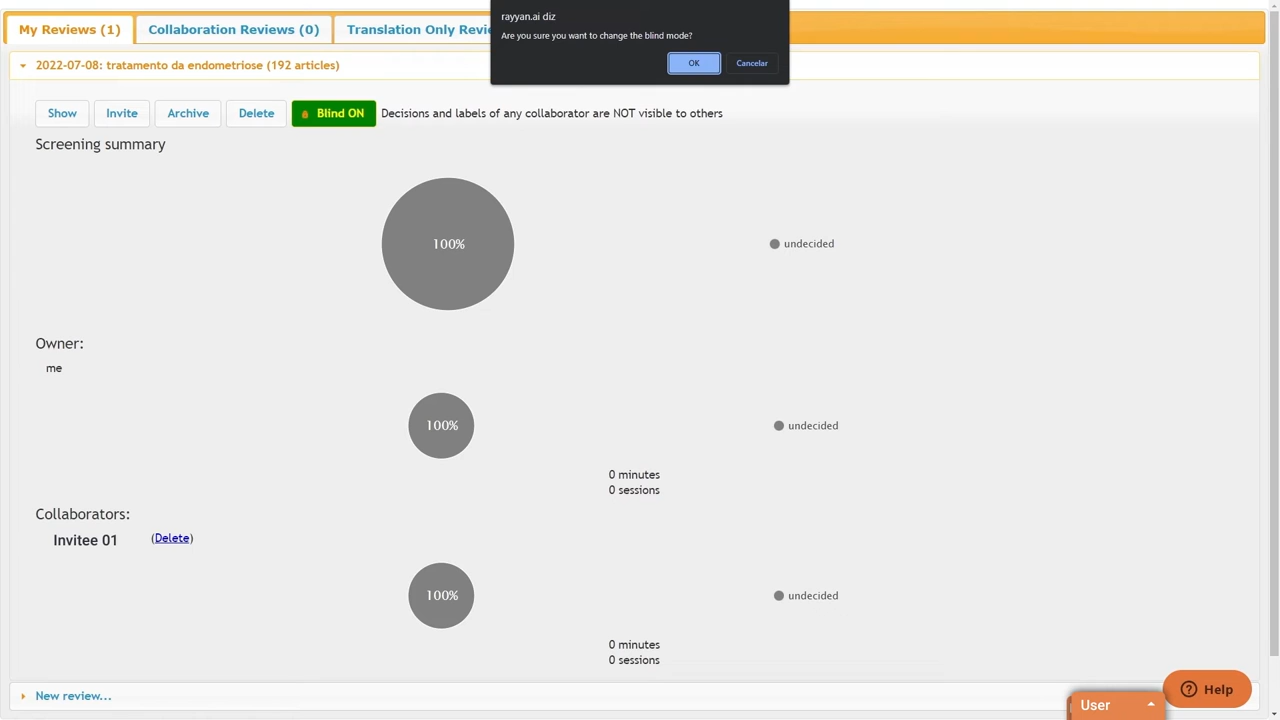 rayyan.ai diz
Are you sure you want to change the blind mode?
OK Cancelar
My Reviews (1) Collaboration Reviews (0) Translation Only
2022-07-08: tratamento da endometriose (192 articles)
Show Invite Archive Delete Blind ON Decisions and labels of any collaborator are NOT visible to others
Screening summary
100% undecided
Owner:
me
100% undecided
0 minutes
0 sessions
Collaborators:
Invitee 01 (Delete)
100% undecided
0 minutes
0 sessions
New review...
Help
User